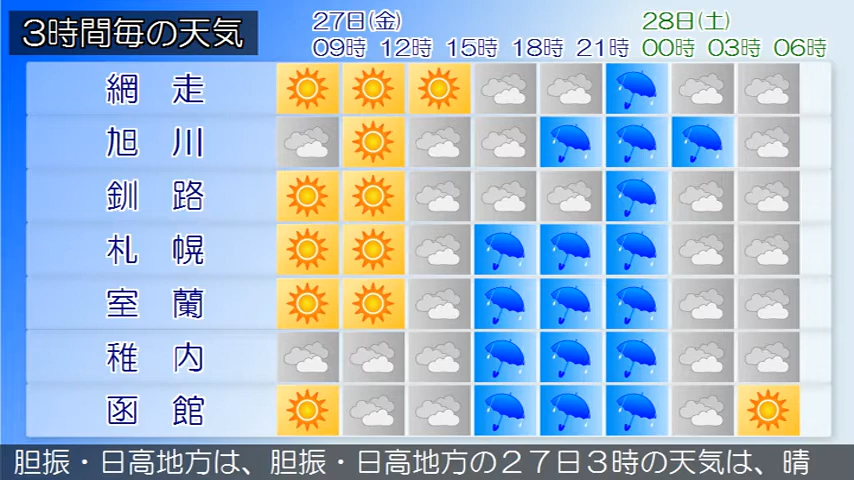 3時間毎の天気
27日(金) 28日(土)
09時 12時 15時 18時 21時 00時 03時 06時
網走
旭川
釧路
札幌
室蘭
稚内
函館
胆振・日高地方は、胆振・日高地方の27日3時の天気は、晴